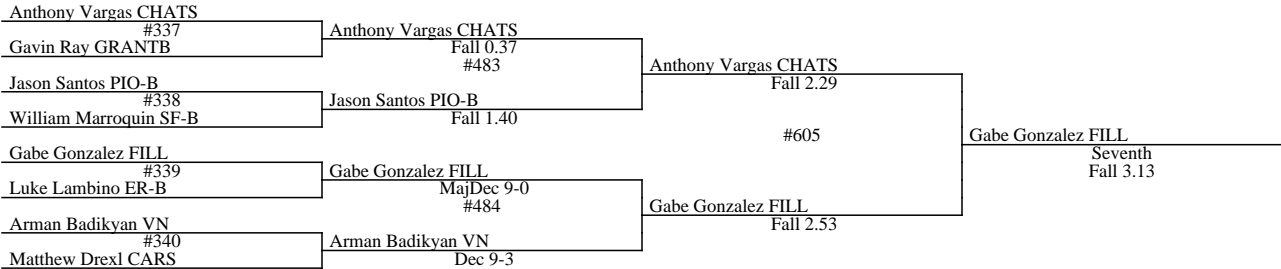 Anthony Vargas CHATS
#337
Gavin Ray GRANTB
Jason Santos PIO-B
#338
William Marroquin SF-B
Gabe Gonzalez FILL
#339
Luke Lambino ER-B
Arman Badikyan VN
#340
Matthew Drexl CARS
Anthony Vargas CHATS
Fall 0.37
#483
Jason Santos PIO-B
Fall 1.40
Gabe Gonzalez FILL
MajDec 9-0
#484
Arman Badikyan VN
Dec 9-3
Anthony Vargas CHATS
Fall 2.29
#605
Gabe Gonzalez FILL
Fall 2.53
Gabe Gonzalez FILL
Seventh
Fall 3.13